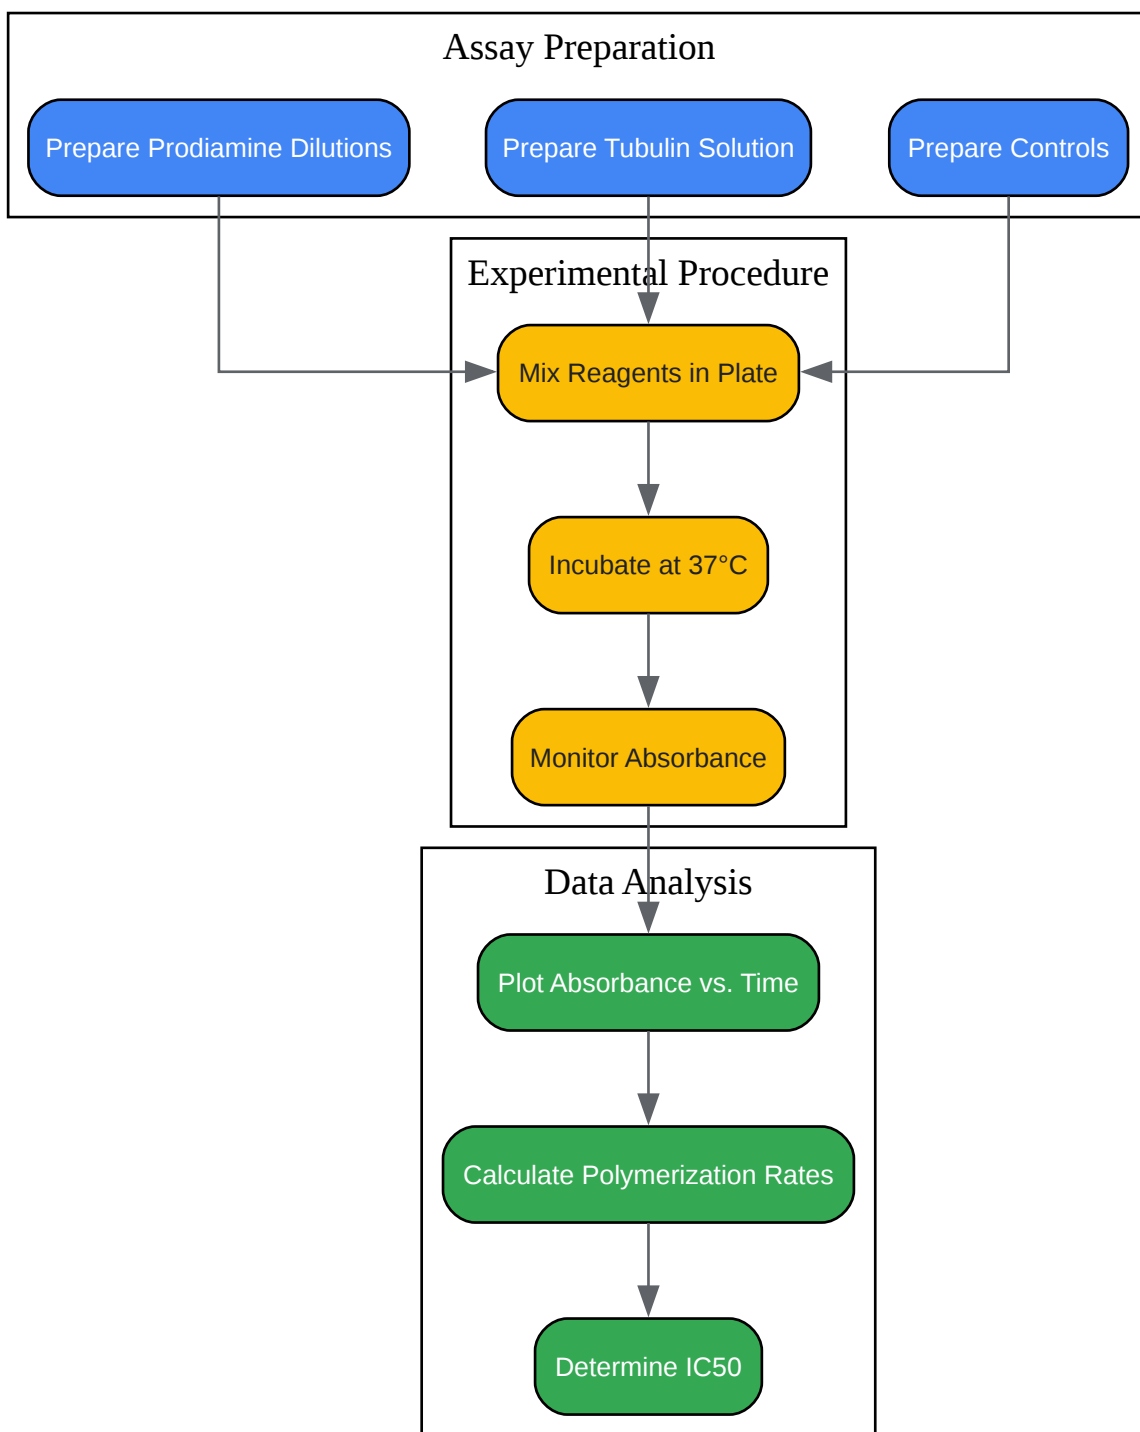 Assay Preparation
Prepare Prodiamine Dilutions
Prepare Tubulin Solution
Prepare Controls
Experimental Procedure
Mix Reagents in Plate
Incubate at 37°C
Monitor Absorbance
Data Analysis
Plot Absorbance vs. Time
Calculate Polymerization Rates
Determine IC50